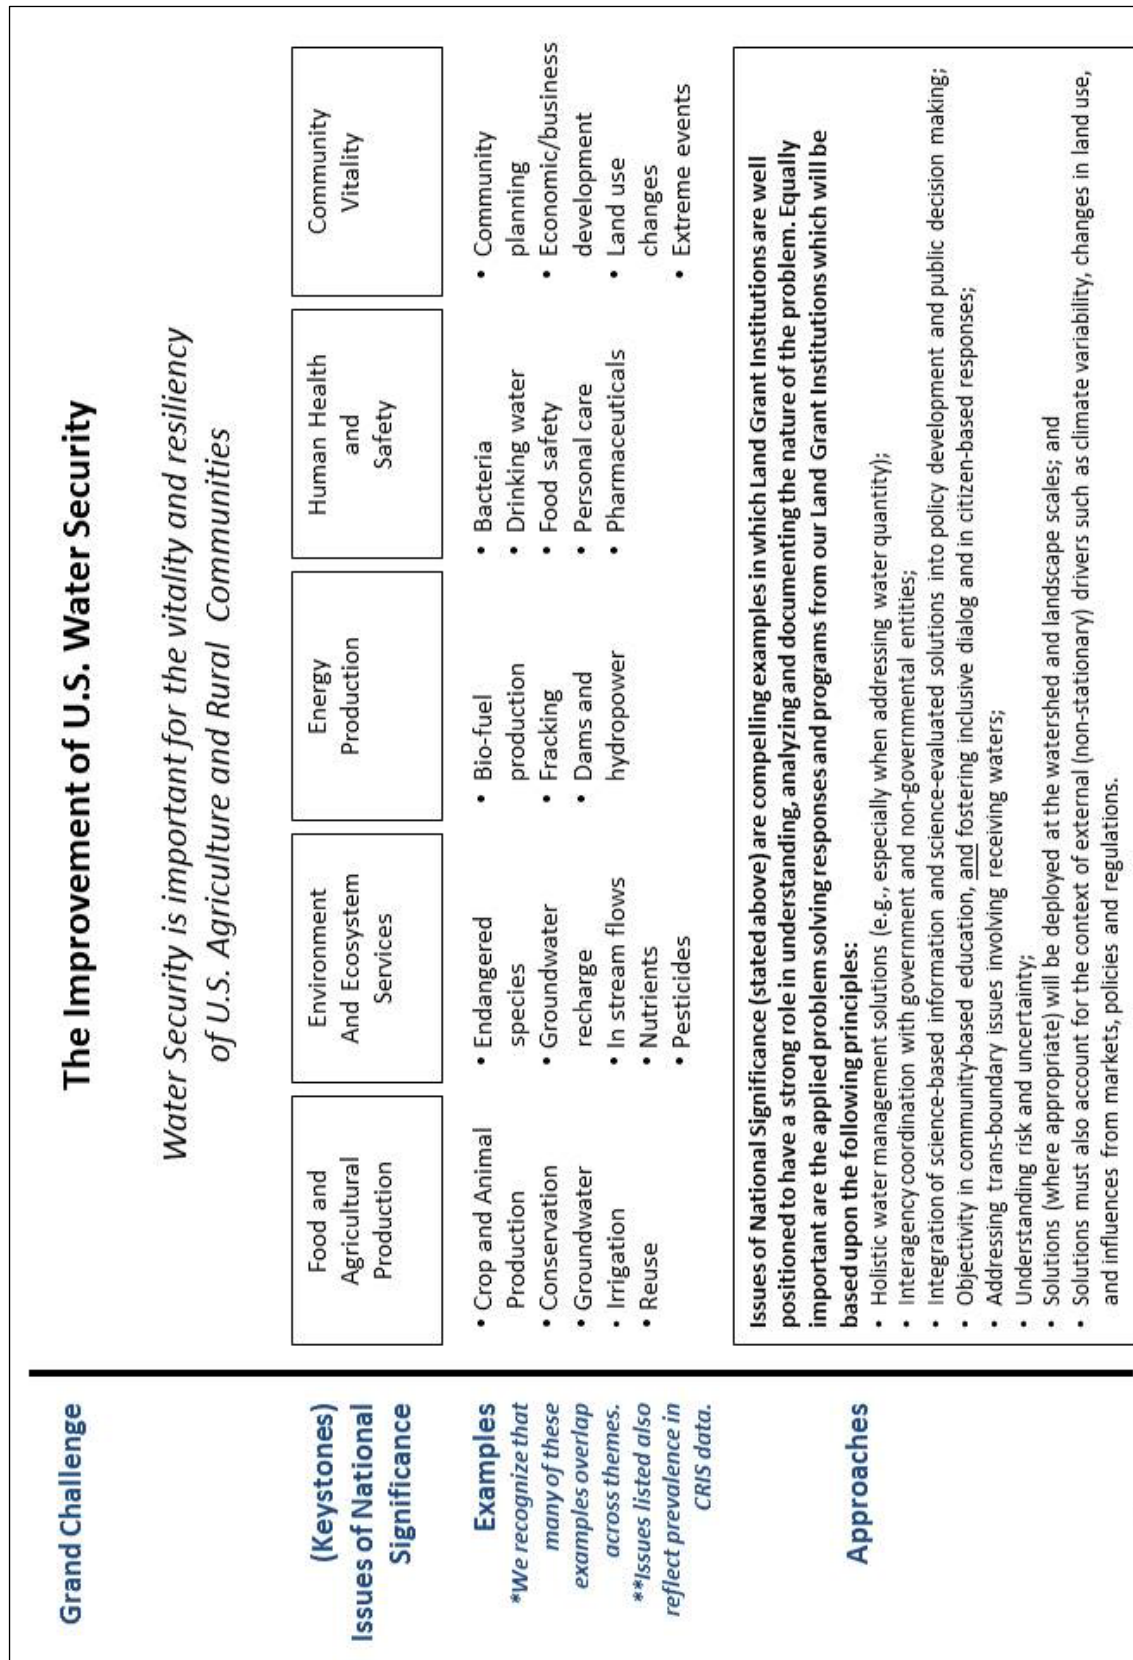 Grand Challenge
The Improvement of U.S. Water Security
Water Security is important for the vitality and resiliency
of U.S. Agriculture and Rural Communities
(Keystones)
Issues of National
Significance
Food and
Agricultural
Production
Environment
And Ecosystem
Services
Energy
Production
Human Health
and
Safety
Community
Vitality
Examples
*We recognize that
many of these
examples overlap
across themes.
**Issues listed also
reflect prevalence in
CRIS data.
• Crop and Animal
Production
• Conservation
• Groundwater
• Irrigation
• Reuse
• Endangered
species
• Groundwater
recharge
• In stream flows
• Nutrients
• Pesticides
• Bio-fuel
production
• Fracking
• Dams and
hydropower
• Bacteria
• Drinking water
• Food safety
• Personal care
• Pharmaceuticals
• Community
planning
• Economic/business
development
• Land use
changes
• Extreme events
Approaches
Issues of National Significance (stated above) are compelling examples in which Land Grant Institutions are well
positioned to have a strong role in understanding, analyzing and documenting the nature of the problem. Equally
important are the applied problem solving responses and programs from our Land Grant Institutions which will be
based upon the following principles:
• Holistic water management solutions (e.g., especially when addressing water quantity);
• Interagency coordination with government and non-governmental entities;
• Integration of science-based information and science-evaluated solutions into policy development and public decision making;
• Objectivity in community-based education, and fostering inclusive dialog and in citizen-based responses;
• Addressing trans-boundary issues involving receiving waters;
• Understanding risk and uncertainty;
• Solutions (where appropriate) will be deployed at the watershed and landscape scales; and
• Solutions must also account for the context of external (non-stationary) drivers such as climate variability, changes in land use,
and influences from markets, policies and regulations.